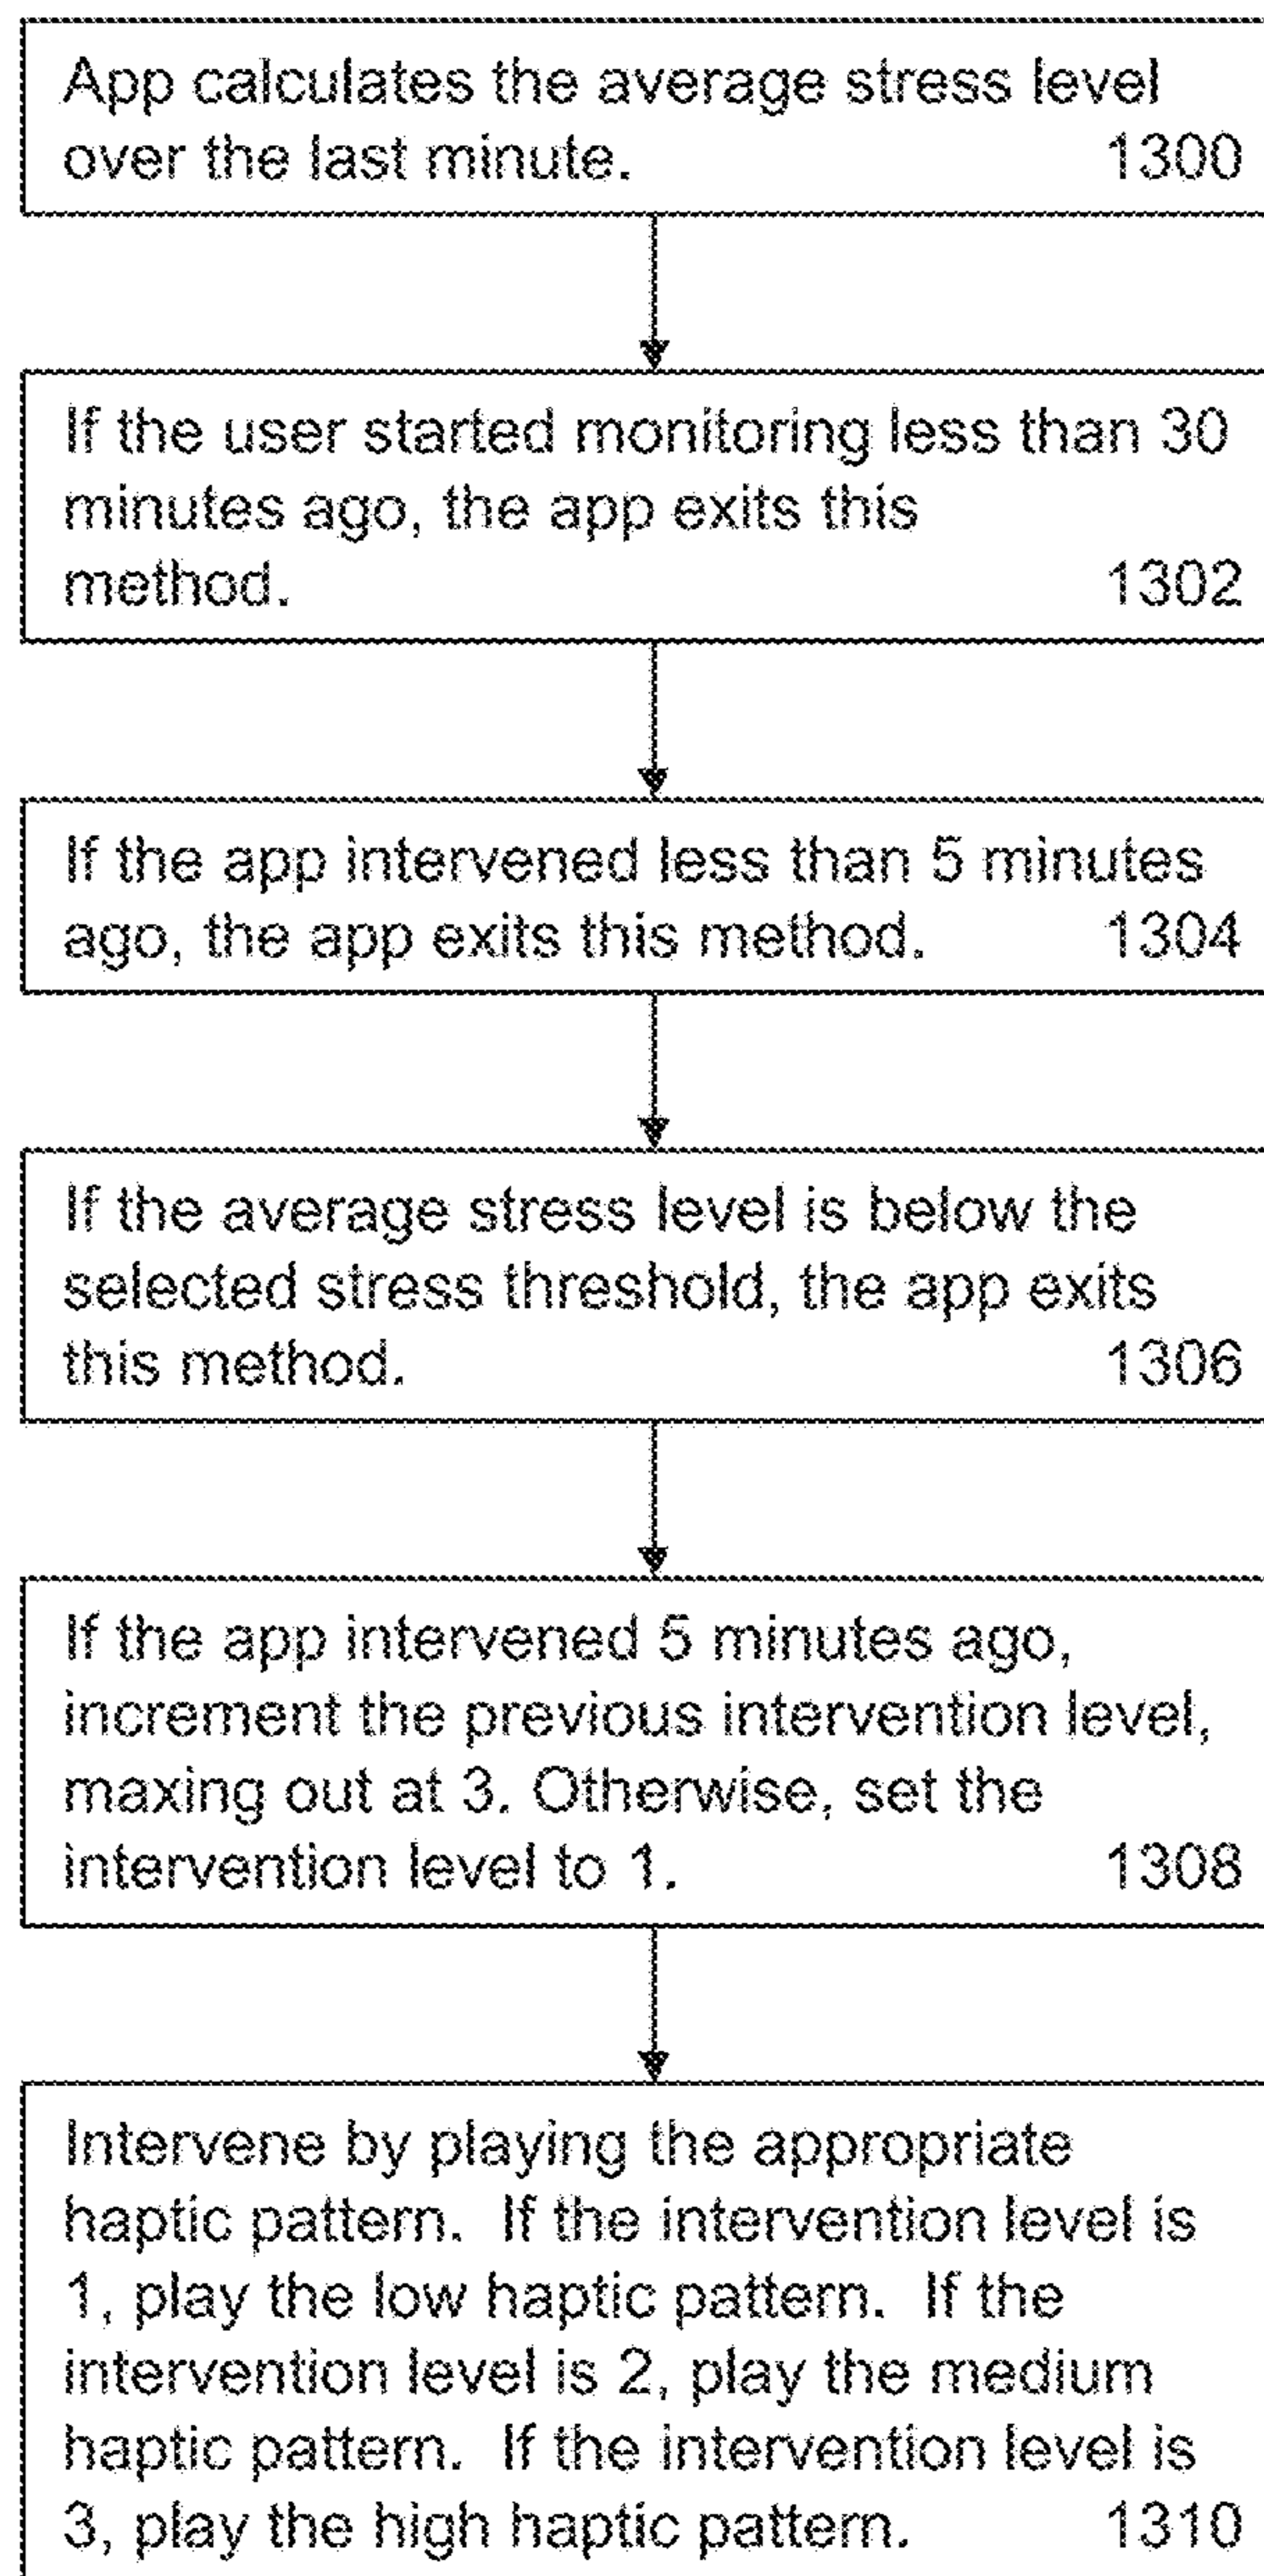 App calculates the average stress level
over the last minute. 1300
If the user started monitoring less than 30
minutes ago, the app exits this
method. 1302
If the app intervened less than 5 minutes
ago, the app exits this method. 1304
If the average stress level is below the
selected stress threshold, the app exits
this method. 1306
If the app intervened 5 minutes ago,
increment the previous intervention level,
maxing out at 3. Otherwise, set the
intervention level to 1. 1308
Intervene by playing the appropriate
haptic pattern. If the intervention level is
1, play the low haptic pattern. If the
intervention level is 2, play the medium
haptic pattern. If the intervention level is
3, play the high haptic pattern. 1310